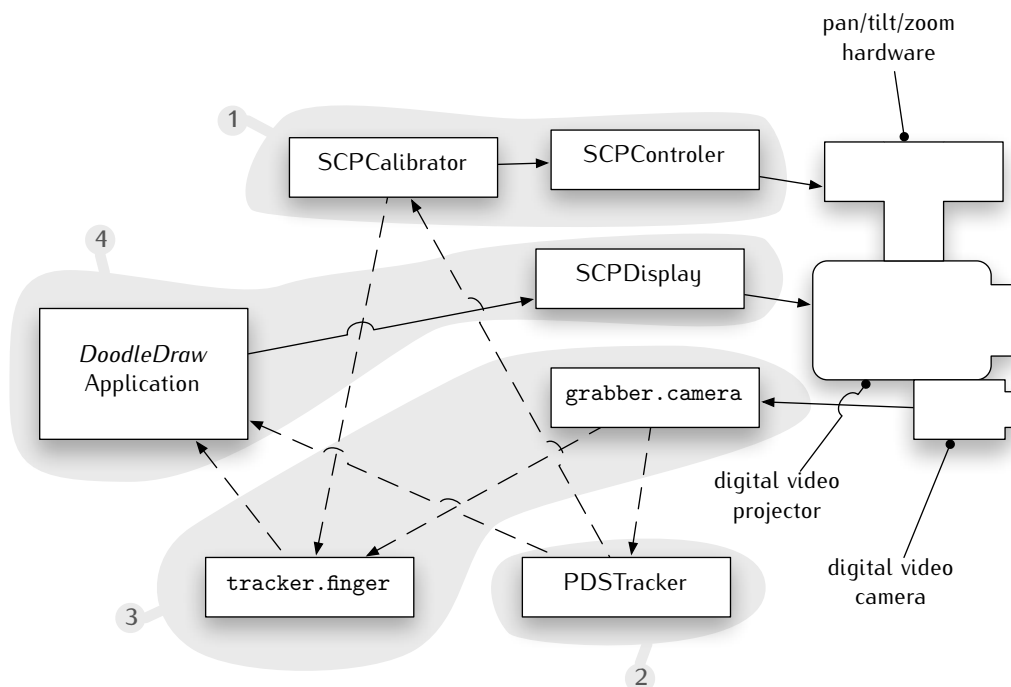 pan/tilt/zoom
hardware
1
SCPCalibrator
SCPControler
4
SCPDisplay
DoodleDraw
Application
grabber.camera
digital video
projector
tracker.finger
PDSTracker
digital video
camera
3
2